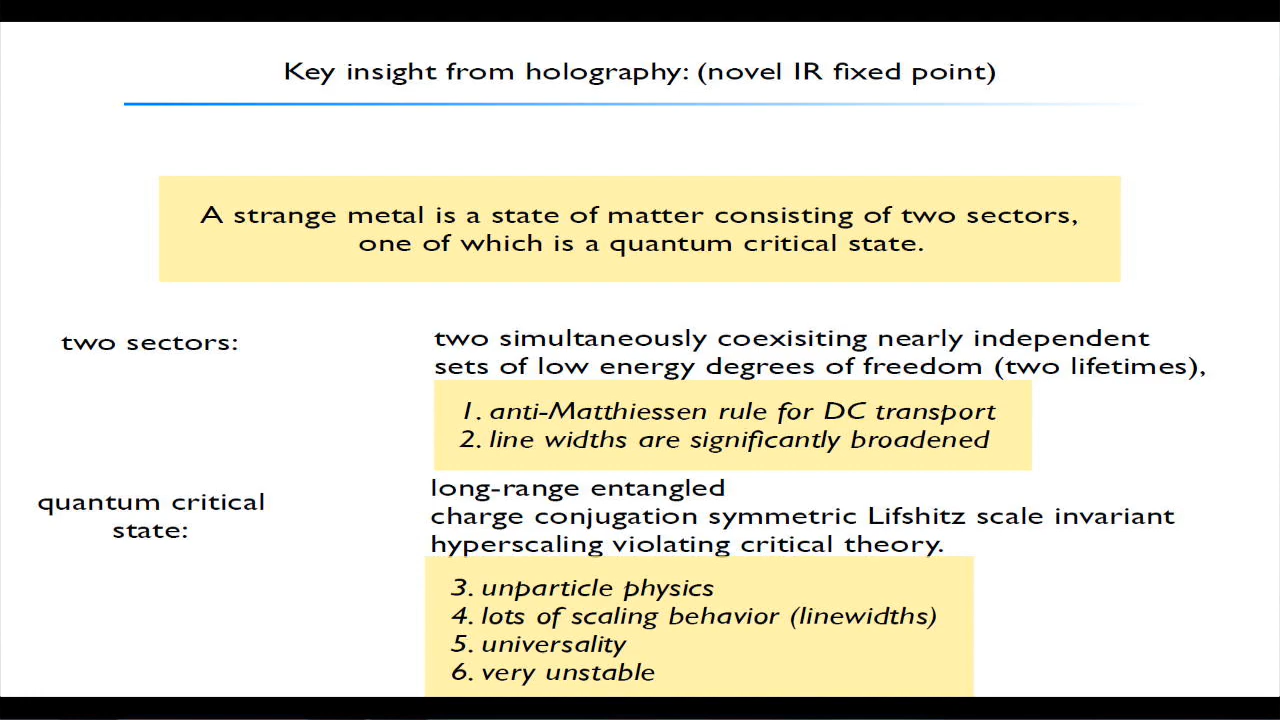 Key insight from holography: (novel IR fixed point)
A strange metal is a state of matter consisting of two sectors,
one of which is a quantum critical state.
two sectors:
two simultaneously coexisiting nearly independent
sets of low energy degrees of freedom (two lifetimes),
1. anti-Matthiessen rule for DC transport
2. line widths are significantly broadened
quantum critical
state:
long-range entangled
charge conjugation symmetric Lifshitz scale invariant
hyperscaling violating critical theory.
3. unparticle physics
4. lots of scaling behavior (linewidths)
5. universality
6. very unstable